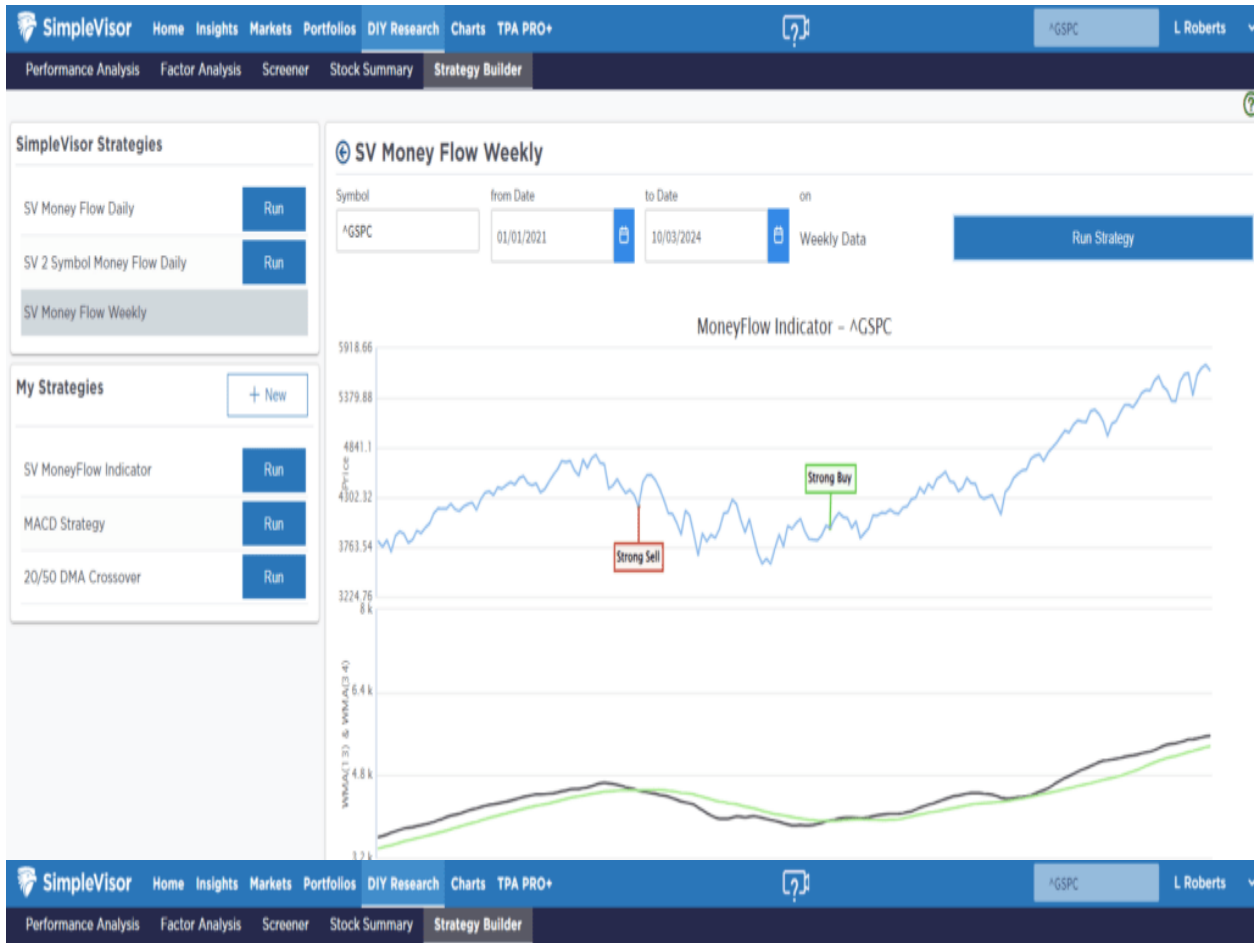 SimpleVisor Home Insights Markets Portfolios DIY Research Charts TPA PRO+ ^GSPC L Roberts
Performance Analysis Factor Analysis Screener Stock Summary Strategy Builder
SimpleVisor Strategies
SV Money Flow Daily Run
SV 2 Symbol Money Flow Daily Run
SV Money Flow Weekly
My Strategies + New
SV MoneyFlow Indicator Run
MACD Strategy Run
20/50 DMA Crossover Run
SV Money Flow Weekly
Symbol from Date to Date on
^GSPC 01/01/2021 10/03/2024 Weekly Data Run Strategy
MoneyFlow Indicator - ^GSPC
5918.66
5379.88
4841.1
4302.32
3763.54
3224.76
Price
Strong Sell
Strong Buy
8 k
6.4 k
4.8 k
3.2 k
WMA(13) & WMA(34)
SimpleVisor Home Insights Markets Portfolios DIY Research Charts TPA PRO+ ^GSPC L Roberts
Performance Analysis Factor Analysis Screener Stock Summary Strategy Builder